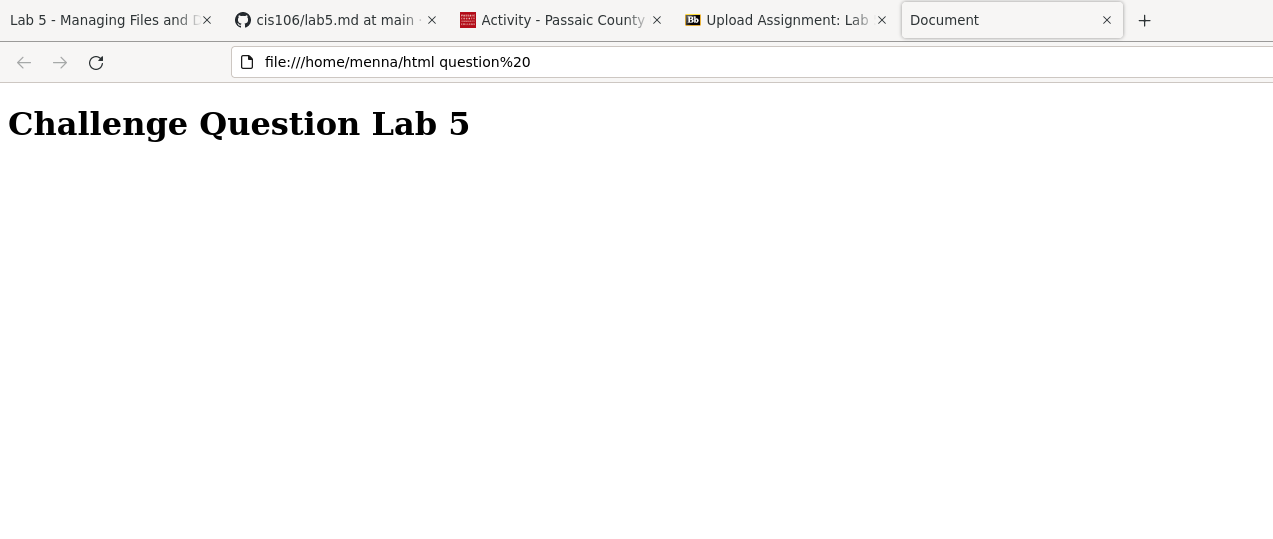 Lab 5 - Managing Files and D
cis106/lab5.md at main ·
Activity - Passaic County
Bb Upload Assignment: Lab
Document
file:///home/menna/html question%20
Challenge Question Lab 5